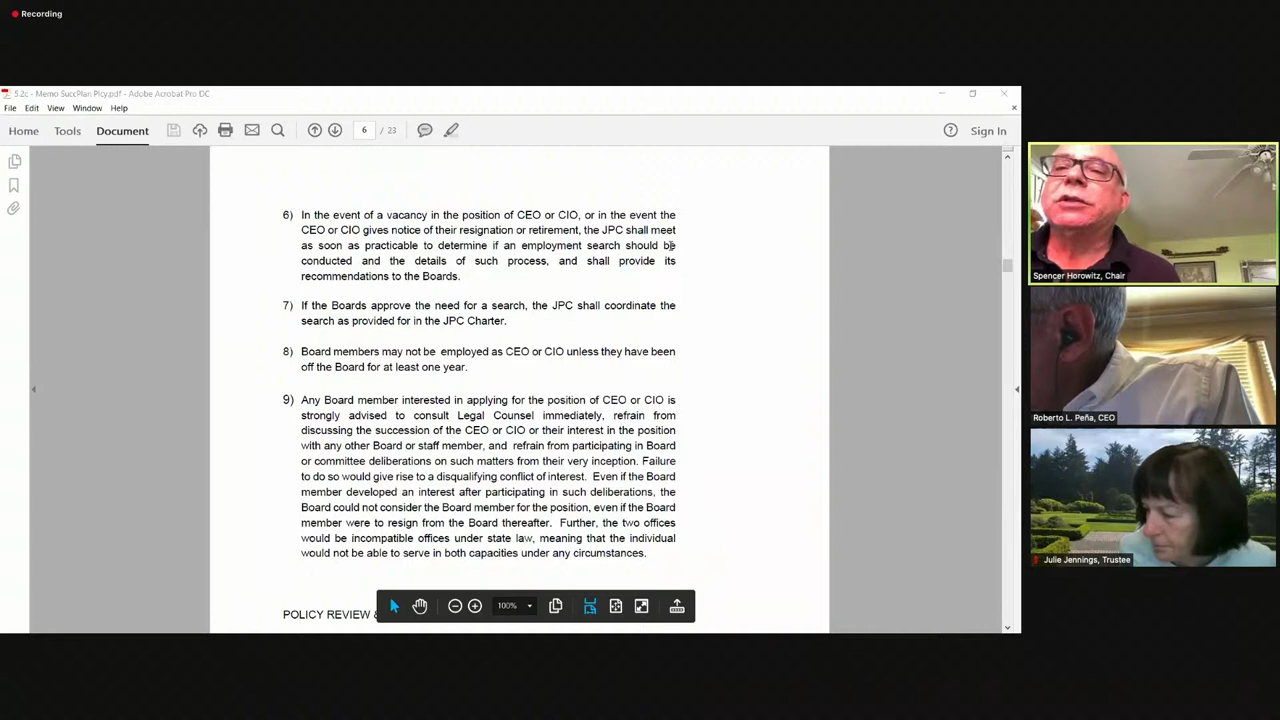 Recording
5.2c - Memo SuccPlan Plcy.pdf - Adobe Acrobat Pro DC
File Edit View Window Help
Home Tools Document 6 / 23 Sign In
6) In the event of a vacancy in the position of CEO or CIO, or in the event the
CEO or CIO gives notice of their resignation or retirement, the JPC shall meet
as soon as practicable to determine if an employment search should be
conducted and the details of such process, and shall provide its
recommendations to the Boards.
7) If the Boards approve the need for a search, the JPC shall coordinate the
search as provided for in the JPC Charter.
8) Board members may not be employed as CEO or CIO unless they have been
off the Board for at least one year.
9) Any Board member interested in applying for the position of CEO or CIO is
strongly advised to consult Legal Counsel immediately, refrain from
discussing the succession of the CEO or CIO or their interest in the position
with any other Board or staff member, and refrain from participating in Board
or committee deliberations on such matters from their very inception. Failure
to do so would give rise to a disqualifying conflict of interest. Even if the Board
member developed an interest after participating in such deliberations, the
Board could not consider the Board member for the position, even if the Board
member were to resign from the Board thereafter. Further, the two offices
would be incompatible offices under state law, meaning that the individual
would not be able to serve in both capacities under any circumstances.
POLICY REVIEW &
100%
Spencer Horowitz, Chair
Roberto L. Peña, CEO
Julie Jennings, Trustee